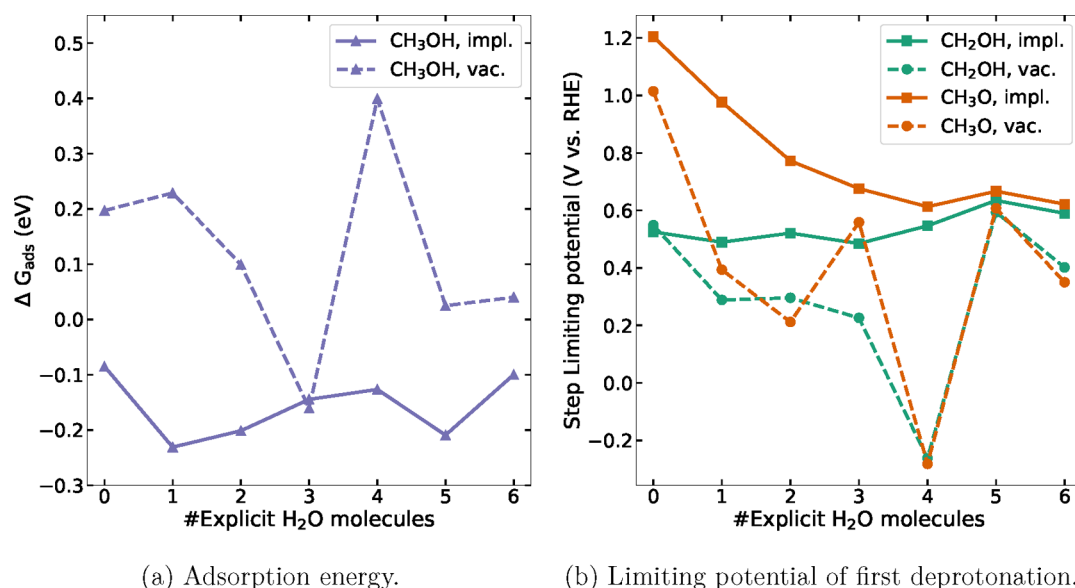 CH₃OH, impl.
CH₃OH, vac.
Δ G_ads (eV)
0.5
0.4
0.3
0.2
0.1
0.0
−0.1
−0.2
−0.3
0 1 2 3 4 5 6
#Explicit H₂O molecules
(a) Adsorption energy.
CH₂OH, impl.
CH₂OH, vac.
CH₃O, impl.
CH₃O, vac.
Step Limiting potential (V vs. RHE)
1.2
1.0
0.8
0.6
0.4
0.2
0.0
−0.2
0 1 2 3 4 5 6
#Explicit H₂O molecules
(b) Limiting potential of first deprotonation